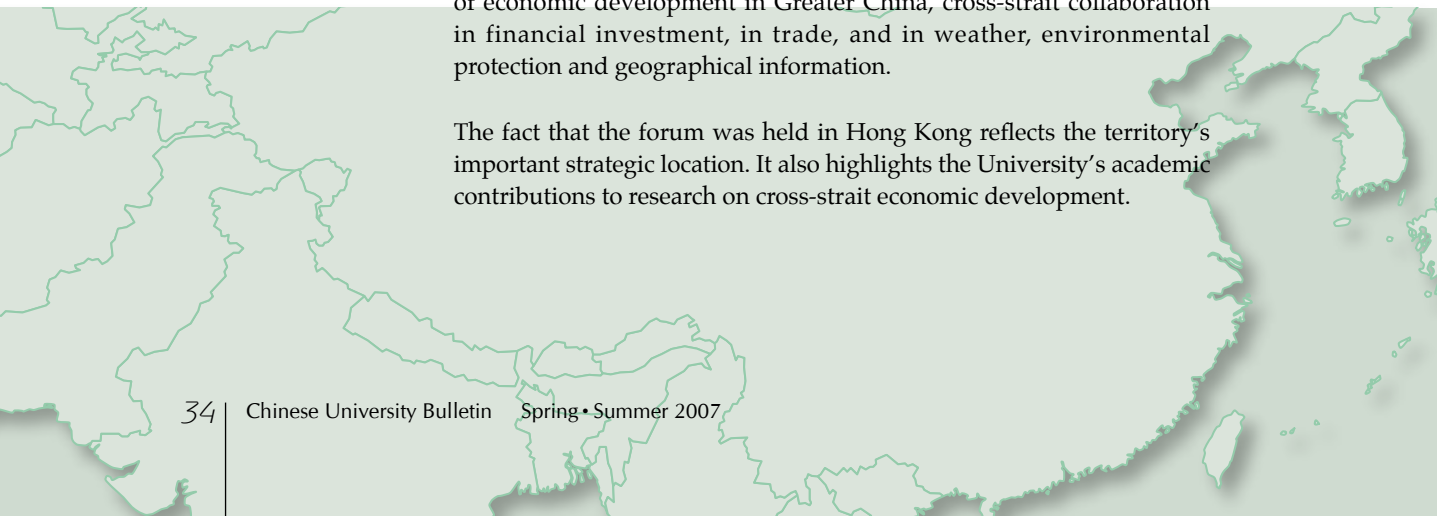 of economic development in Greater China, cross-strait collaboration
in financial investment, in trade, and in weather, environmental
protection and geographical information.
The fact that the forum was held in Hong Kong reflects the territory's
important strategic location. It also highlights the University's academic
contributions to research on cross-strait economic development.
34 Chinese University Bulletin Spring • Summer 2007